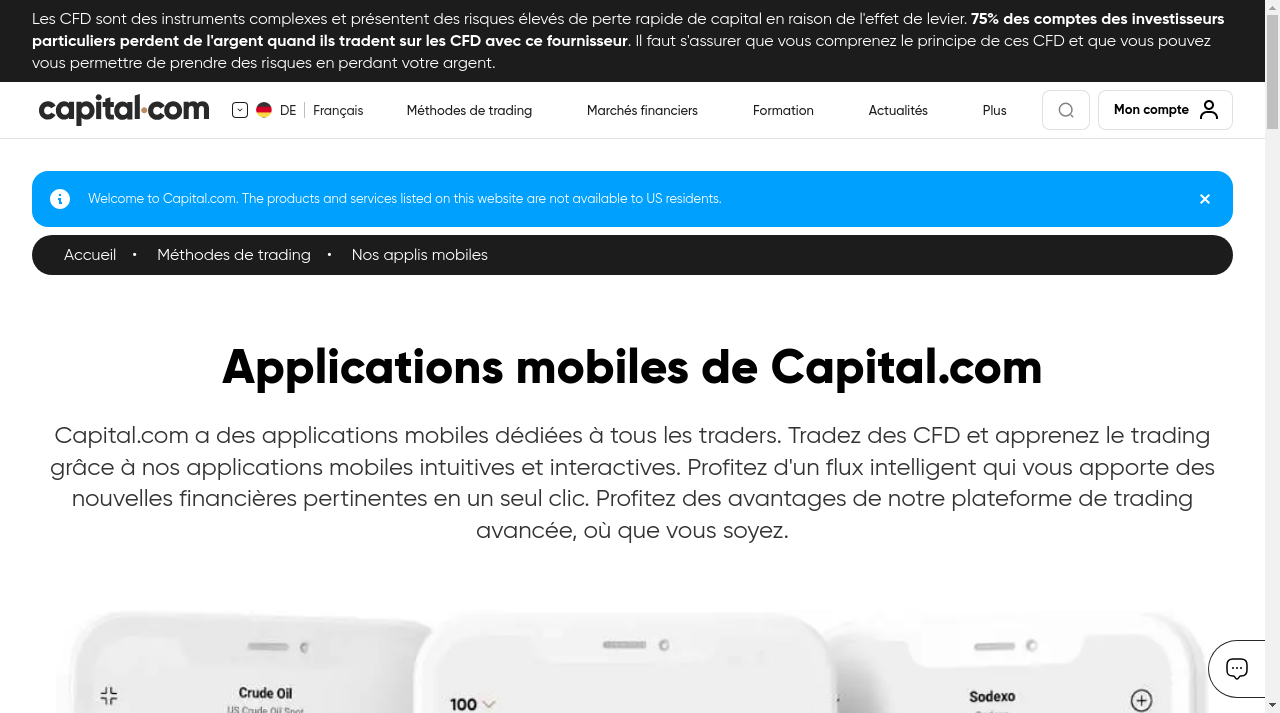 Les CFD sont des instruments complexes et présentent des risques élevés de perte rapide de capital en raison de l'effet de levier. 75% des comptes des investisseurs
particuliers perdent de l'argent quand ils tradent sur les CFD avec ce fournisseur. Il faut s'assurer que vous comprenez le principe de ces CFD et que vous pouvez
vous permettre de prendre des risques en perdant votre argent.
capital.com DE Français Méthodes de trading Marchés financiers Formation Actualités Plus Mon compte
Welcome to Capital.com. The products and services listed on this website are not available to US residents.
Accueil • Méthodes de trading • Nos applis mobiles
Applications mobiles de Capital.com
Capital.com a des applications mobiles dédiées à tous les traders. Tradez des CFD et apprenez le trading
grâce à nos applications mobiles intuitives et interactives. Profitez d'un flux intelligent qui vous apporte des
nouvelles financières pertinentes en un seul clic. Profitez des avantages de notre plateforme de trading
avancée, où que vous soyez.
Crude Oil
US Crude Oil Spot
100
Sodexo